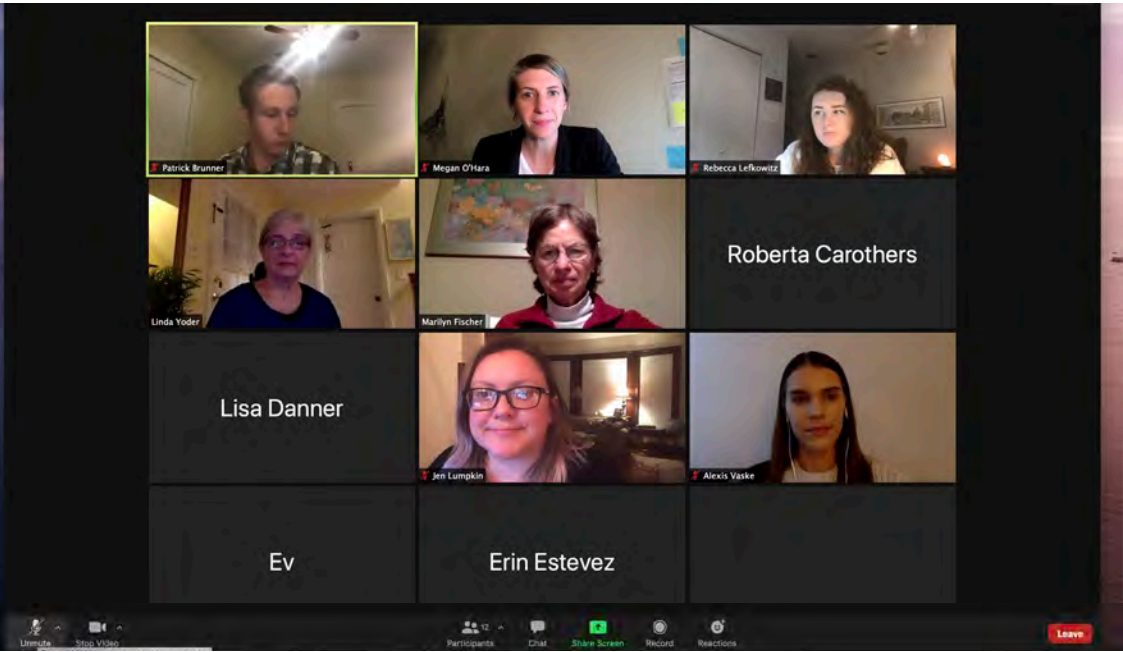 Patrick Brunner
Megan O'Hara
Rebecca Lefkowitz
Linda Yoder
Marilyn Fischer
Roberta Carothers
Lisa Danner
Jen Lumpkin
Alexis Vaske
Ev
Erin Estevez
Unmute
Stop Video
Participants
12
Chat
Share Screen
Record
Reactions
Leave